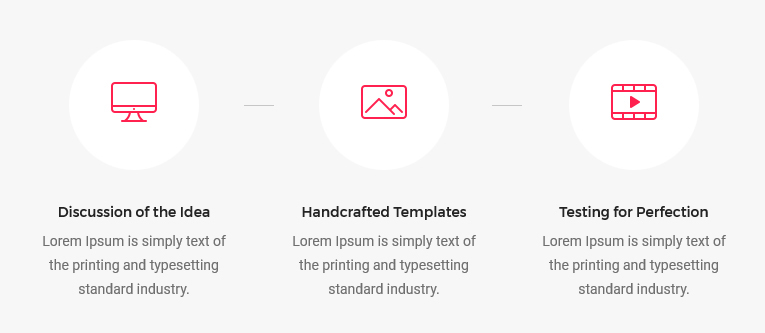 Discussion of the Idea
Lorem Ipsum is simply text of
the printing and typesetting
standard industry.
Handcrafted Templates
Lorem Ipsum is simply text of
the printing and typesetting
standard industry.
Testing for Perfection
Lorem Ipsum is simply text of
the printing and typesetting
standard industry.